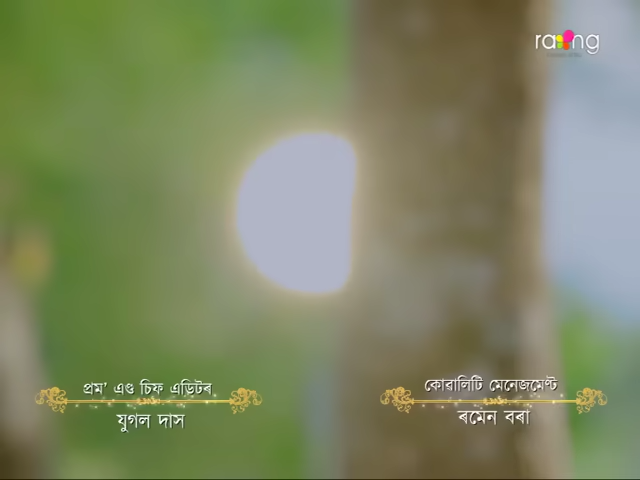 rang
প্ৰম' এণ্ড চিফ এডিটৰ
যুগল দাস
কোৱালিটি মেনেজমেণ্ট
ৰমেন বৰা